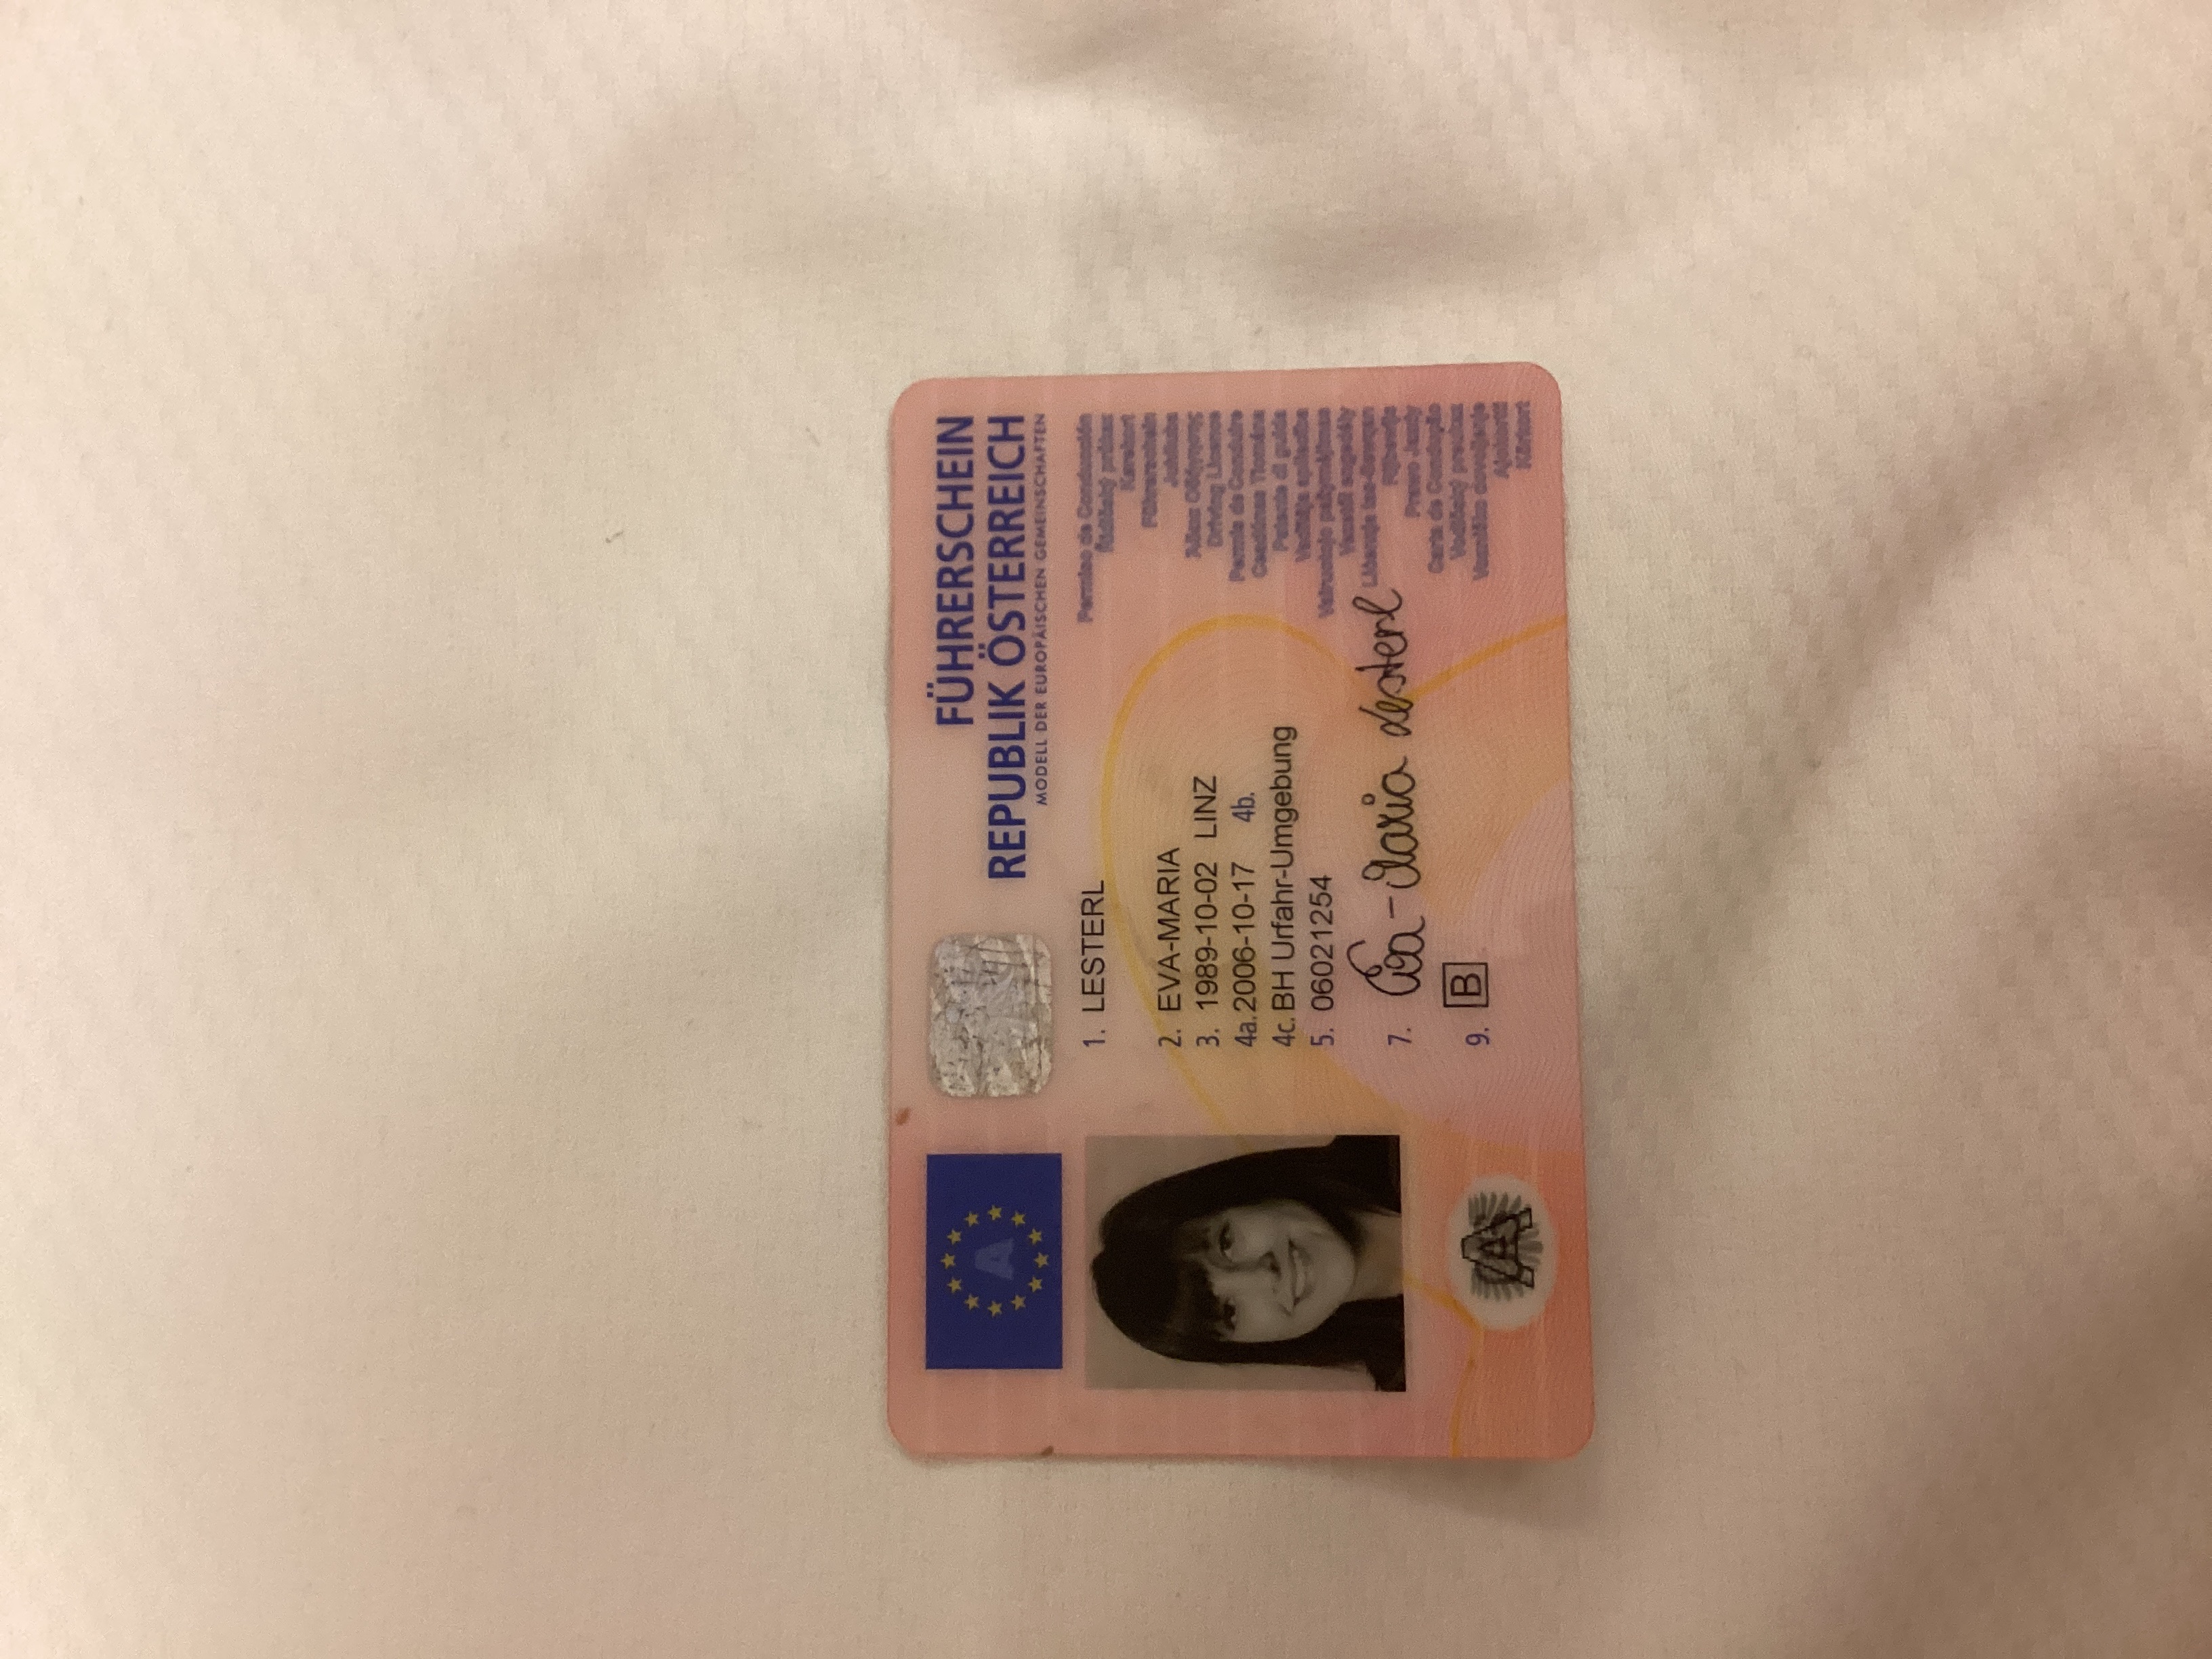 A
FÜHRERSCHEIN
REPUBLIK ÖSTERREICH
MODELL DER EUROPÄISCHEN GEMEINSCHAFTEN
1. LESTERL
2. EVA-MARIA
3. 1989-10-02 LINZ
4a. 2006-10-17 4b.
4c. BH Urfahr-Umgebung
5. 06021254
7. Eva-Maria Lesterl
9. B
A
Permiso de Conducción
Řidičský průkaz
Kørekort
Führerschein
Juhiluba
Άδεια Οδήγησης
Driving Licence
Permis de Conduire
Ceadúnas Tiomána
Patente di guida
Vadītāja apliecība
Vairuotojo pažymėjimas
Vezetői engedély
Liċenzja tas-Sewqan
Rijbewijs
Prawo Jazdy
Carta de Condução
Vodičský preukaz
Vozniško dovoljenje
Ajokortti
Körkort